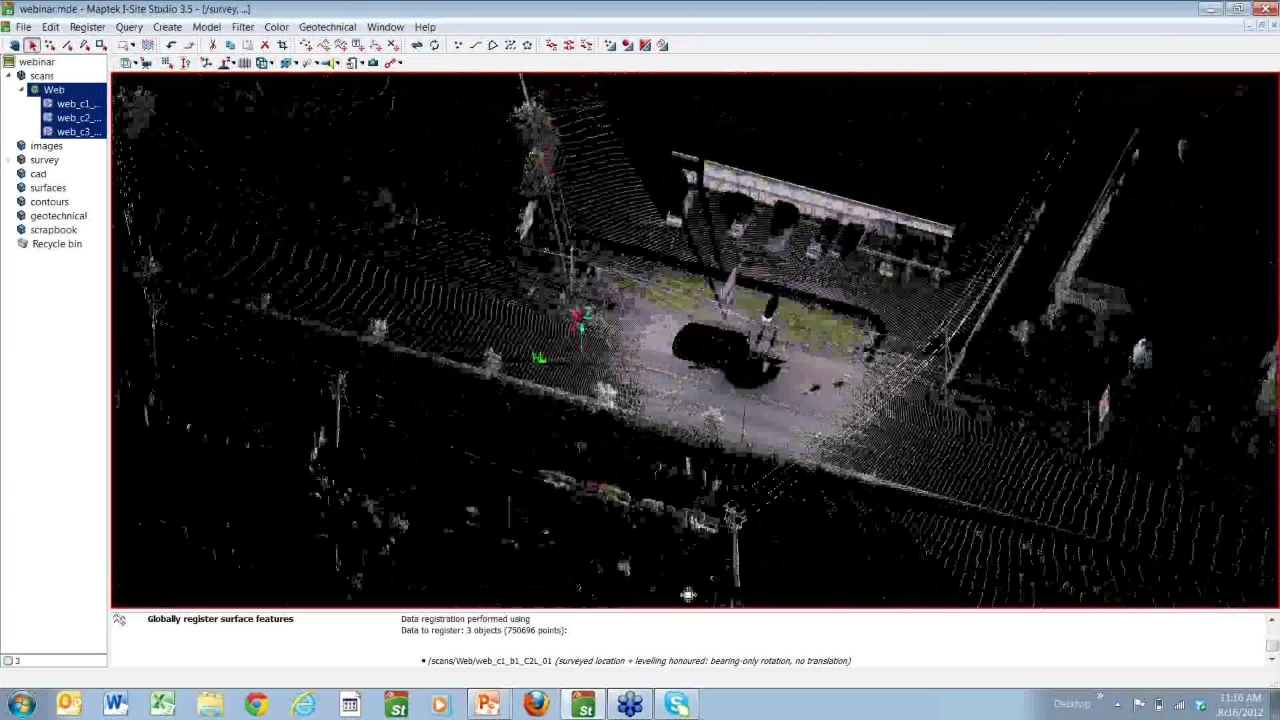 webinar.mde - Maptek I-Site Studio 3.5 - [/survey, ...]
File Edit Register Query Create Model Filter Color Geotechnical Window Help
webinar
scans
Web
web_c1_...
web_c2_...
web_c3_...
images
survey
cad
surfaces
contours
geotechnical
scrapbook
Recycle bin
Globally register surface features
Data registration performed using
Data to register: 3 objects (750696 points):
• /scans/Web/web_c1_b1_C2L_01 (surveyed location + levelling honoured: bearing-only rotation, no translation)
3
Desktop
11:16 AM
8/16/2012